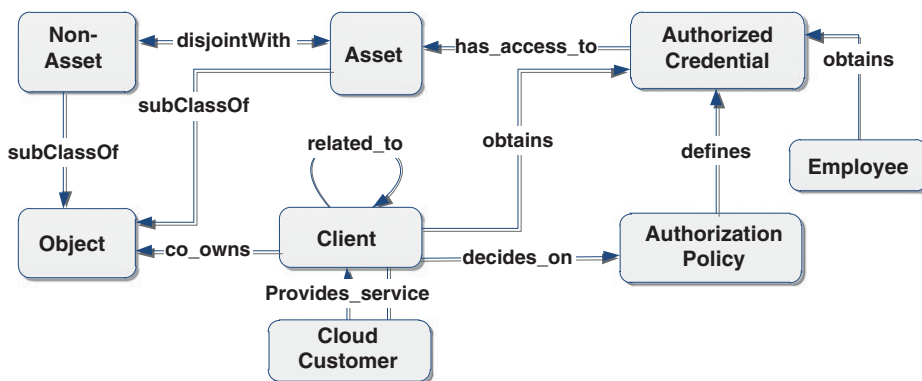 Non-
Asset
disjointWith
Asset
has_access_to
Authorized
Credential
obtains
subClassOf
subClassOf
related_to
obtains
defines
Employee
Object
co_owns
Client
decides_on
Authorization
Policy
Provides_service
Cloud
Customer